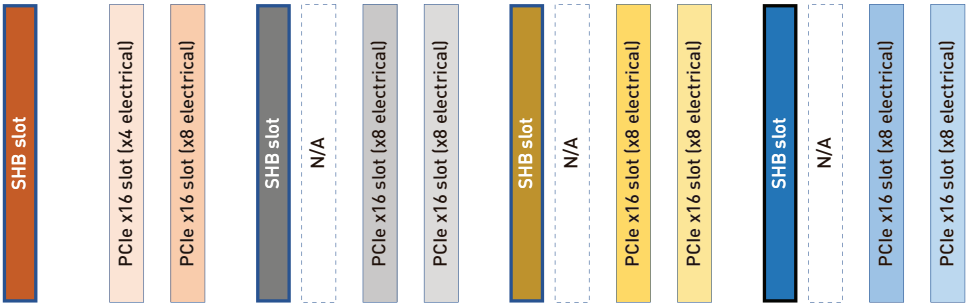 SHB slot
PCIe x16 slot (x4 electrical)
PCIe x16 slot (x8 electrical)
SHB slot
N/A
PCIe x16 slot (x8 electrical)
PCIe x16 slot (x8 electrical)
SHB slot
N/A
PCIe x16 slot (x8 electrical)
PCIe x16 slot (x8 electrical)
SHB slot
N/A
PCIe x16 slot (x8 electrical)
PCIe x16 slot (x8 electrical)